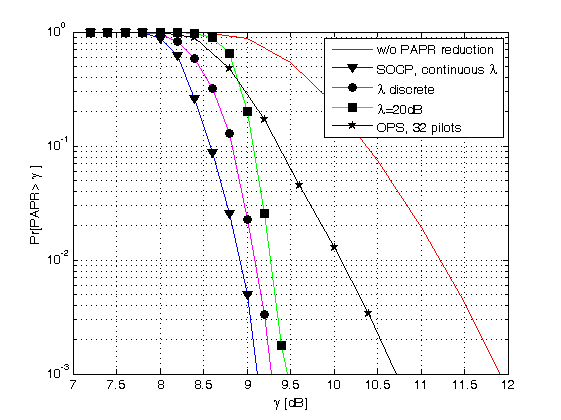 10^0
w/o PAPR reduction
SOCP, continuous λ
λ discrete
λ=20dB
OPS, 32 pilots
10^-1
Pr[PAPR> γ ]
10^-2
10^-3
7 7.5 8 8.5 9 9.5 10 10.5 11 11.5 12
γ [dB]